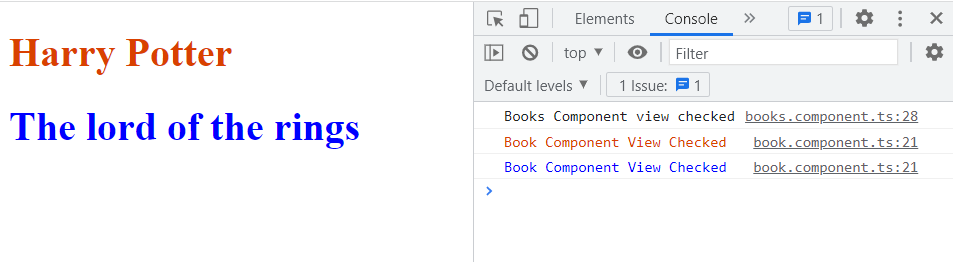 Harry Potter
The lord of the rings
Elements Console 1
top Filter
Default levels 1 Issue: 1
Books Component view checked books.component.ts:28
Book Component View Checked book.component.ts:21
Book Component View Checked book.component.ts:21